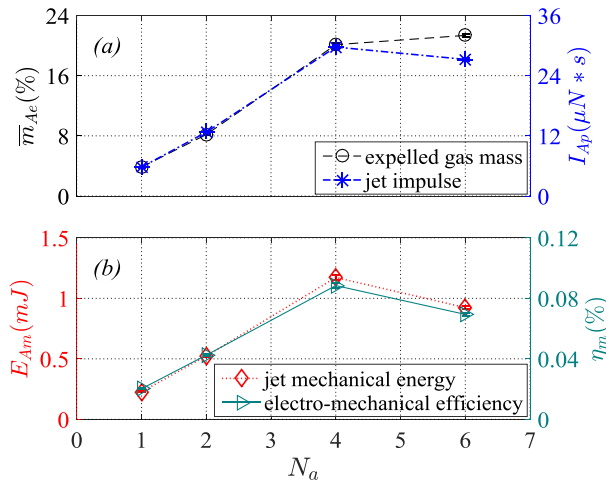 24
16
8
0
m̅_Ae(%)
(a)
36
24
12
0
I_Ap(μN * s)
expelled gas mass
jet impulse
1.5
1
0.5
0
E_Am(mJ)
(b)
0.12
0.08
0.04
0
η_m(%)
jet mechanical energy
electro-mechanical efficiency
0 1 2 3 4 5 6 7
N_a